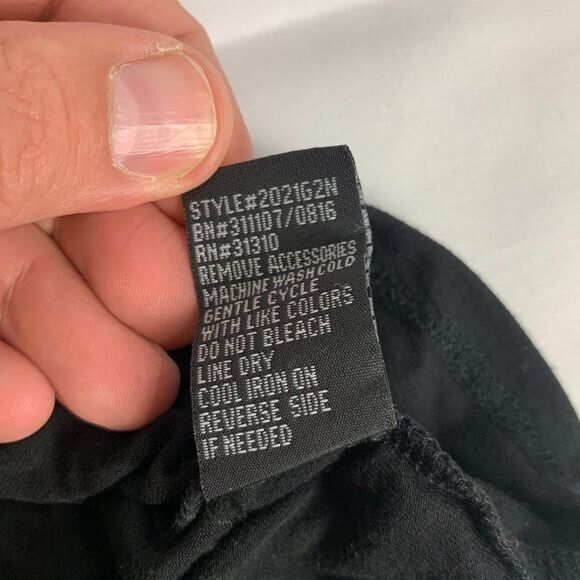 STYLE#2021G2N
BN#311107/0816
RN#31310
REMOVE ACCESSORIES
MACHINE WASH COLD
GENTLE CYCLE
WITH LIKE COLORS
DO NOT BLEACH
LINE DRY
COOL IRON ON
REVERSE SIDE
IF NEEDED